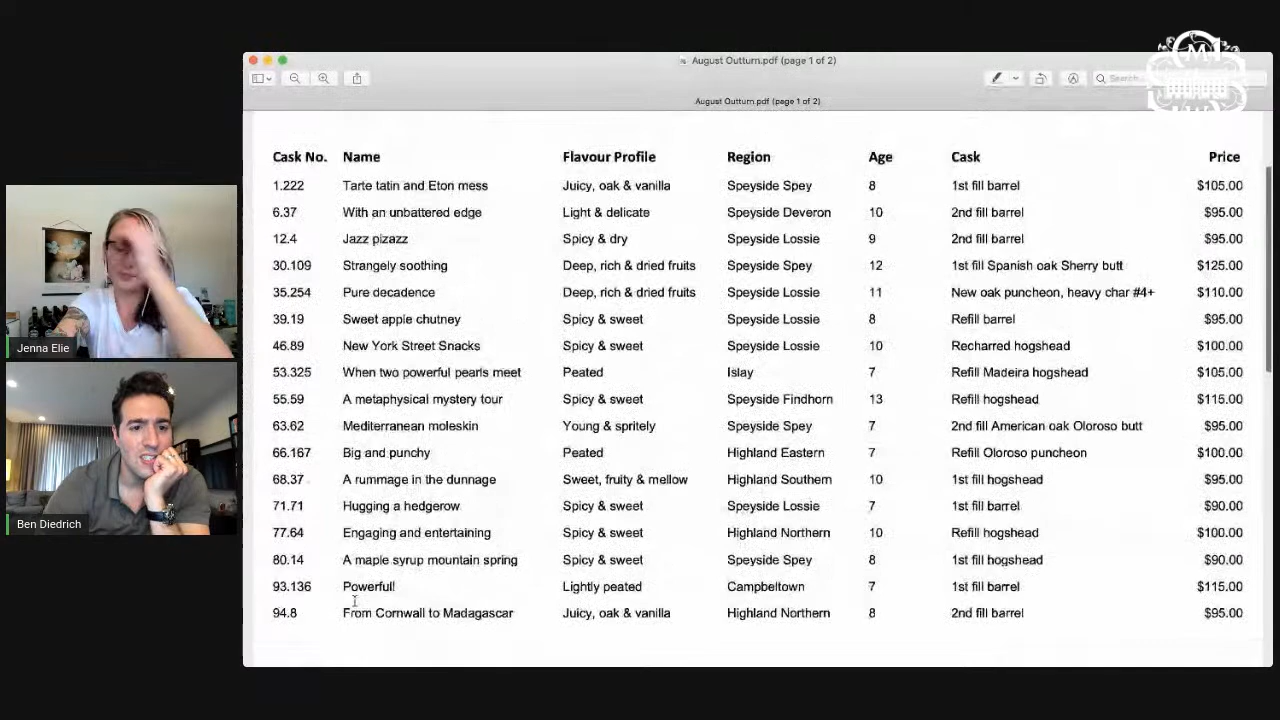 August Outturn.pdf (page 1 of 2)
Search
August Outturn.pdf (page 1 of 2)
Cask No. Name Flavour Profile Region Age Cask Price
1.222 Tarte tatin and Eton mess Juicy, oak & vanilla Speyside Spey 8 1st fill barrel $105.00
6.37 With an unbattered edge Light & delicate Speyside Deveron 10 2nd fill barrel $95.00
12.4 Jazz pizazz Spicy & dry Speyside Lossie 9 2nd fill barrel $95.00
30.109 Strangely soothing Deep, rich & dried fruits Speyside Spey 12 1st fill Spanish oak Sherry butt $125.00
35.254 Pure decadence Deep, rich & dried fruits Speyside Lossie 11 New oak puncheon, heavy char #4+ $110.00
39.19 Sweet apple chutney Spicy & sweet Speyside Lossie 8 Refill barrel $95.00
46.89 New York Street Snacks Spicy & sweet Speyside Lossie 10 Recharred hogshead $100.00
53.325 When two powerful pearls meet Peated Islay 7 Refill Madeira hogshead $105.00
55.59 A metaphysical mystery tour Spicy & sweet Speyside Findhorn 13 Refill hogshead $115.00
63.62 Mediterranean moleskin Young & spritely Speyside Spey 7 2nd fill American oak Oloroso butt $95.00
66.167 Big and punchy Peated Highland Eastern 7 Refill Oloroso puncheon $100.00
68.37 A rummage in the dunnage Sweet, fruity & mellow Highland Southern 10 1st fill hogshead $95.00
71.71 Hugging a hedgerow Spicy & sweet Speyside Lossie 7 1st fill barrel $90.00
77.64 Engaging and entertaining Spicy & sweet Highland Northern 10 Refill hogshead $100.00
80.14 A maple syrup mountain spring Spicy & sweet Speyside Spey 8 1st fill hogshead $90.00
93.136 Powerful! Lightly peated Campbeltown 7 1st fill barrel $115.00
94.8 From Cornwall to Madagascar Juicy, oak & vanilla Highland Northern 8 2nd fill barrel $95.00
Jenna Elie
Ben Diedrich